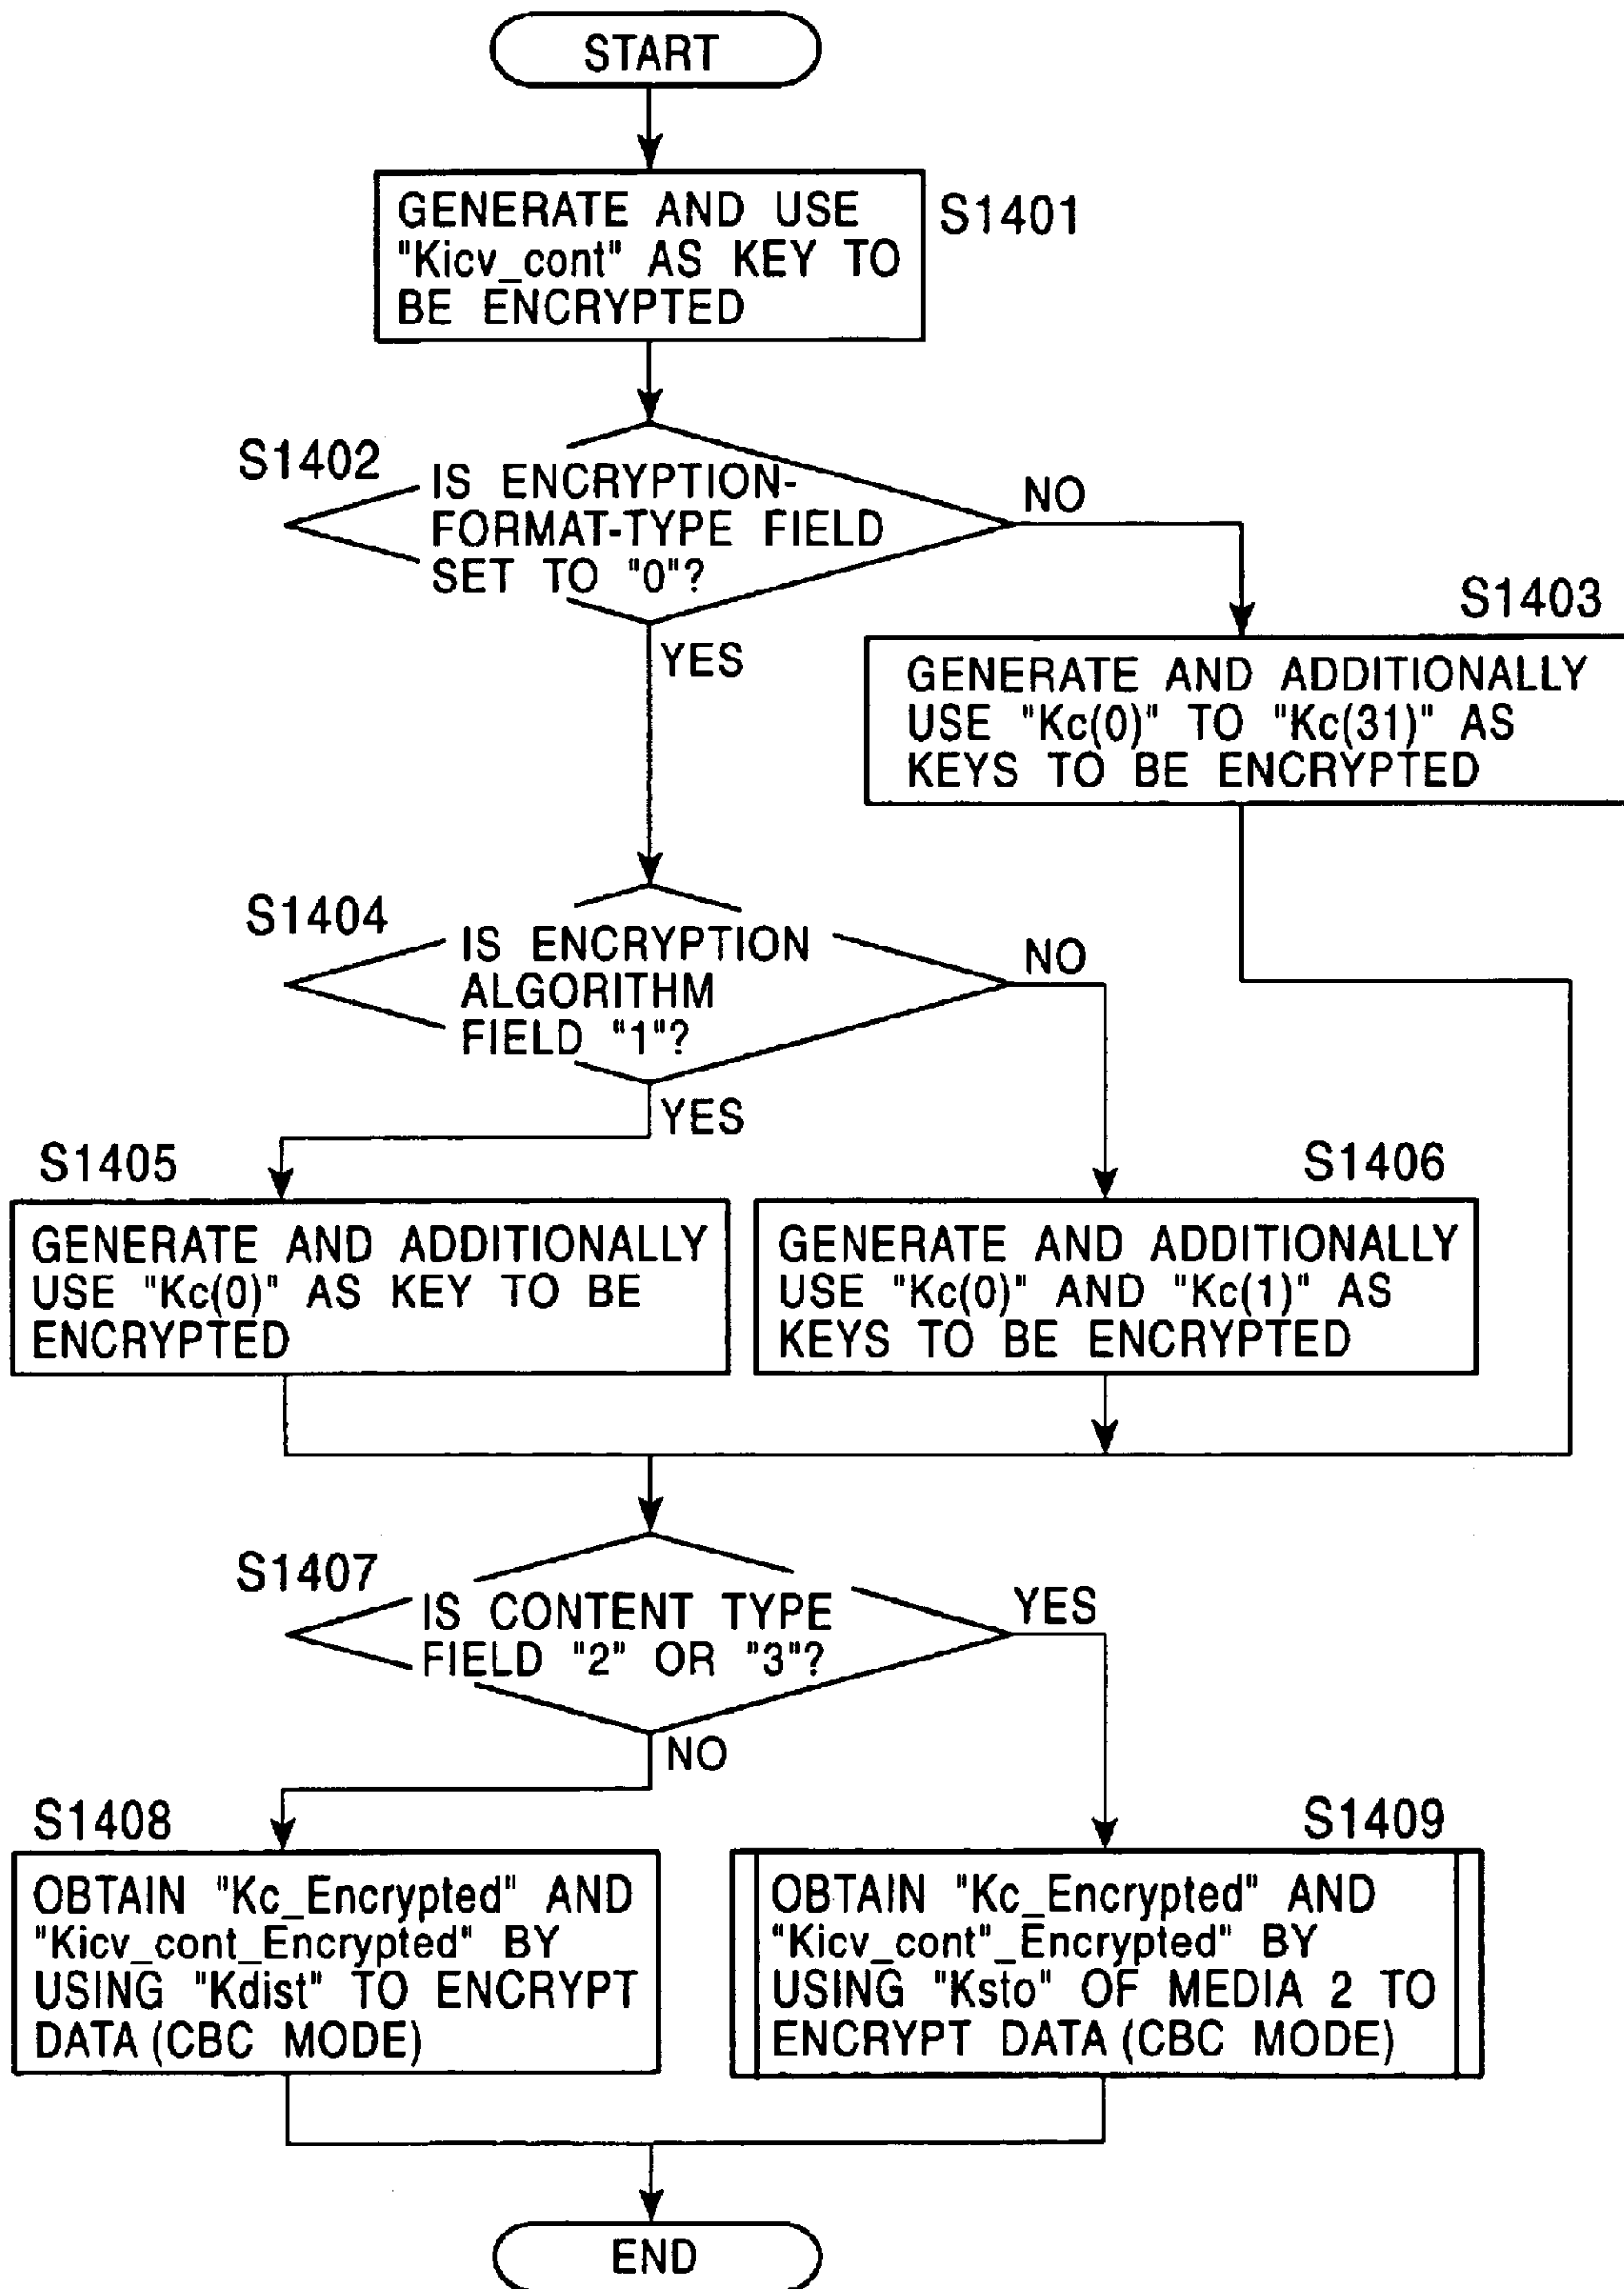 START
GENERATE AND USE
"Kicv_cont" AS KEY TO
BE ENCRYPTED
S1401
S1402
IS ENCRYPTION-
FORMAT-TYPE FIELD
SET TO "0"?
NO
YES
S1403
GENERATE AND ADDITIONALLY
USE "Kc(0)" TO "Kc(31)" AS
KEYS TO BE ENCRYPTED
S1404
IS ENCRYPTION
ALGORITHM
FIELD "1"?
NO
YES
S1405
GENERATE AND ADDITIONALLY
USE "Kc(0)" AS KEY TO BE
ENCRYPTED
S1406
GENERATE AND ADDITIONALLY
USE "Kc(0)" AND "Kc(1)" AS
KEYS TO BE ENCRYPTED
S1407
IS CONTENT TYPE
FIELD "2" OR "3"?
YES
NO
S1408
OBTAIN "Kc_Encrypted" AND
"Kicv_cont_Encrypted" BY
USING "Kdist" TO ENCRYPT
DATA (CBC MODE)
S1409
OBTAIN "Kc_Encrypted" AND
"Kicv_cont"_Encrypted" BY
USING "Ksto" OF MEDIA 2 TO
ENCRYPT DATA (CBC MODE)
END